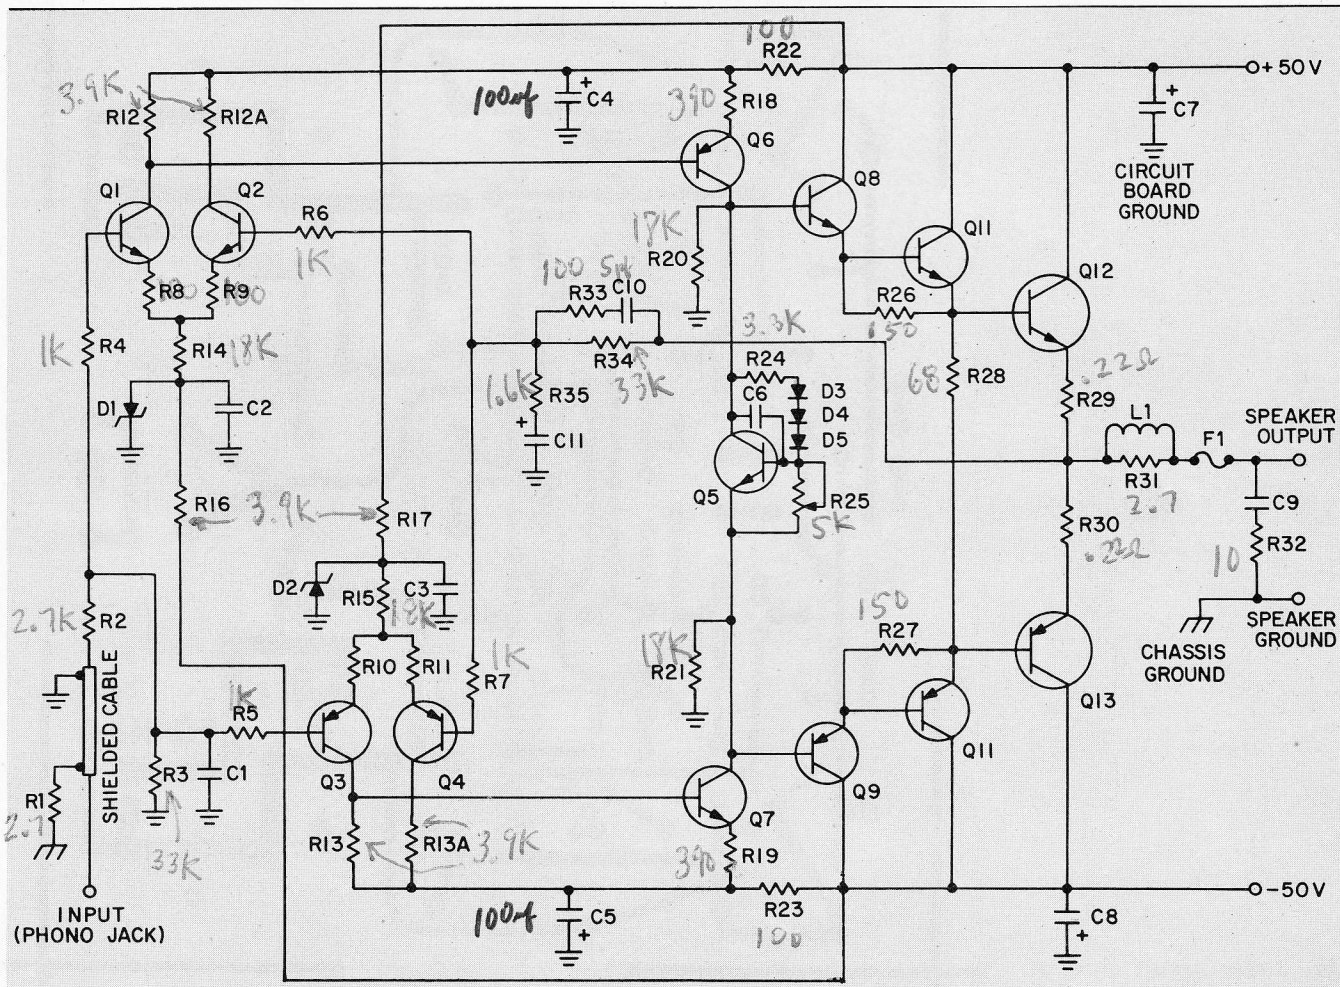 100
R22
+50V
3.9K
R12
R12A
100uf
+
C4
390
R18
+
C7
Q6
CIRCUIT
BOARD
GROUND
Q1
Q2
R6
1K
18K
R20
Q8
Q11
Q12
R8
100
R9
100
100
5pf
R33
C10
R26
150
R4
1K
R14
18K
R34
33K
3.3K
R24
68
R28
.22Ω
R29
D1
C2
1.6K
R35
+
C11
C6
D3
D4
D5
L1
F1
SPEAKER
OUTPUT
Q5
R25
5K
R31
2.7
C9
R16
3.9K
R17
R30
.22Ω
R32
10
D2
R15
18K
C3
150
R27
SPEAKER
GROUND
CHASSIS
GROUND
2.7K
R2
R10
R11
1K
R7
18K
R21
SHIELDED CABLE
1K
R5
Q13
R3
C1
33K
Q3
Q4
Q11
Q9
R1
2.7
Q7
R13
R13A
3.9K
390
R19
INPUT
(PHONO JACK)
100uf
C5
+
R23
100
-50V
C8
+